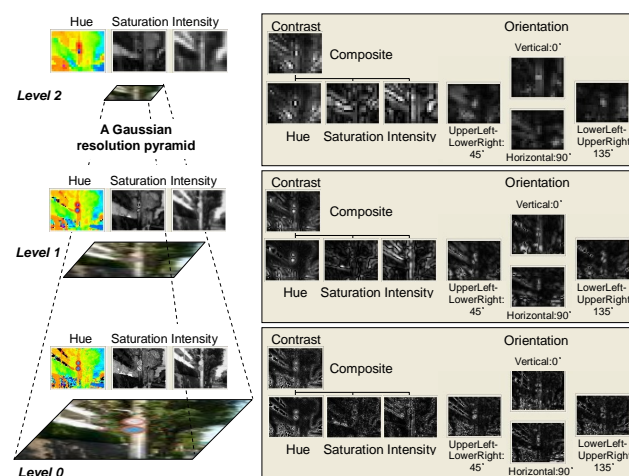 Hue Saturation Intensity
Level 2
A Gaussian
resolution pyramid
Hue Saturation Intensity
Level 1
Hue Saturation Intensity
Level 0
Contrast Orientation
Composite Vertical:0˚
Hue Saturation Intensity
UpperLeft-
LowerRight:
45˚
Horizontal:90˚
LowerLeft-
UpperRight:
135˚
Contrast Orientation
Composite Vertical:0˚
Hue Saturation Intensity
UpperLeft-
LowerRight:
45˚
Horizontal:90˚
LowerLeft-
UpperRight:
135˚
Contrast Orientation
Composite Vertical:0˚
Hue Saturation Intensity
UpperLeft-
LowerRight:
45˚
Horizontal:90˚
LowerLeft-
UpperRight:
135˚